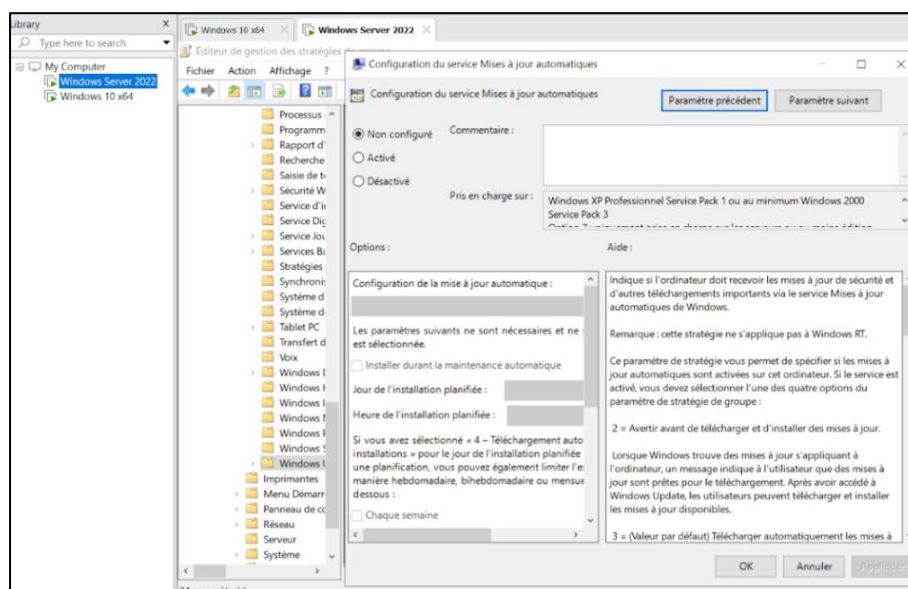 Library
X
Type here to search
My Computer
Windows Server 2022
Windows 10 x64
Windows 10 x64
Windows Server 2022
Éditeur de gestion des stratégies de groupe
Fichier Action Affichage ?
Processus
Programm
Rapport d'
Recherche
Saisie de t
Sécurité W
Service d'i
Service Dig
Service Jou
Services Bu
Stratégies
Synchronis
Système d
Système d
Tablet PC
Transfert d
Voix
Windows
Windows
Windows
Windows
Windows
Windows
Windows
Imprimantes
Menu Démarr
Panneau de co
Réseau
Serveur
Système
Configuration du service Mises à jour automatiques
Configuration du service Mises à jour automatiques
Paramètre précédent
Paramètre suivant
Non configuré
Activé
Désactivé
Commentaire :
Pris en charge sur :
Windows XP Professionnel Service Pack 1 ou au minimum Windows 2000
Service Pack 3
Options :
Configuration de la mise à jour automatique :
Les paramètres suivants ne sont nécessaires et ne s
est sélectionnée.
Installer durant la maintenance automatique
Jour de l'installation planifiée :
Heure de l'installation planifiée :
Si vous avez sélectionné « 4 – Téléchargement auto
installations » pour le jour de l'installation planifiée
une planification, vous pouvez également limiter l'ex
manière hebdomadaire, bihebdomadaire ou mensue
dessous :
Chaque semaine
Aide :
Indique si l'ordinateur doit recevoir les mises à jour de sécurité et
d'autres téléchargements importants via le service Mises à jour
automatiques de Windows.
Remarque : cette stratégie ne s'applique pas à Windows RT.
Ce paramètre de stratégie vous permet de spécifier si les mises à
jour automatiques sont activées sur cet ordinateur. Si le service est
activé, vous devez sélectionner l'une des quatre options du
paramètre de stratégie de groupe :
2 = Avertir avant de télécharger et d'installer des mises à jour.
Lorsque Windows trouve des mises à jour s'appliquant à
l'ordinateur, un message indique à l'utilisateur que des mises à
jour sont prêtes pour le téléchargement. Après avoir accédé à
Windows Update, les utilisateurs peuvent télécharger et installer
les mises à jour disponibles.
3 = (Valeur par défaut) Télécharger automatiquement les mises à
OK
Annuler
Appliquer